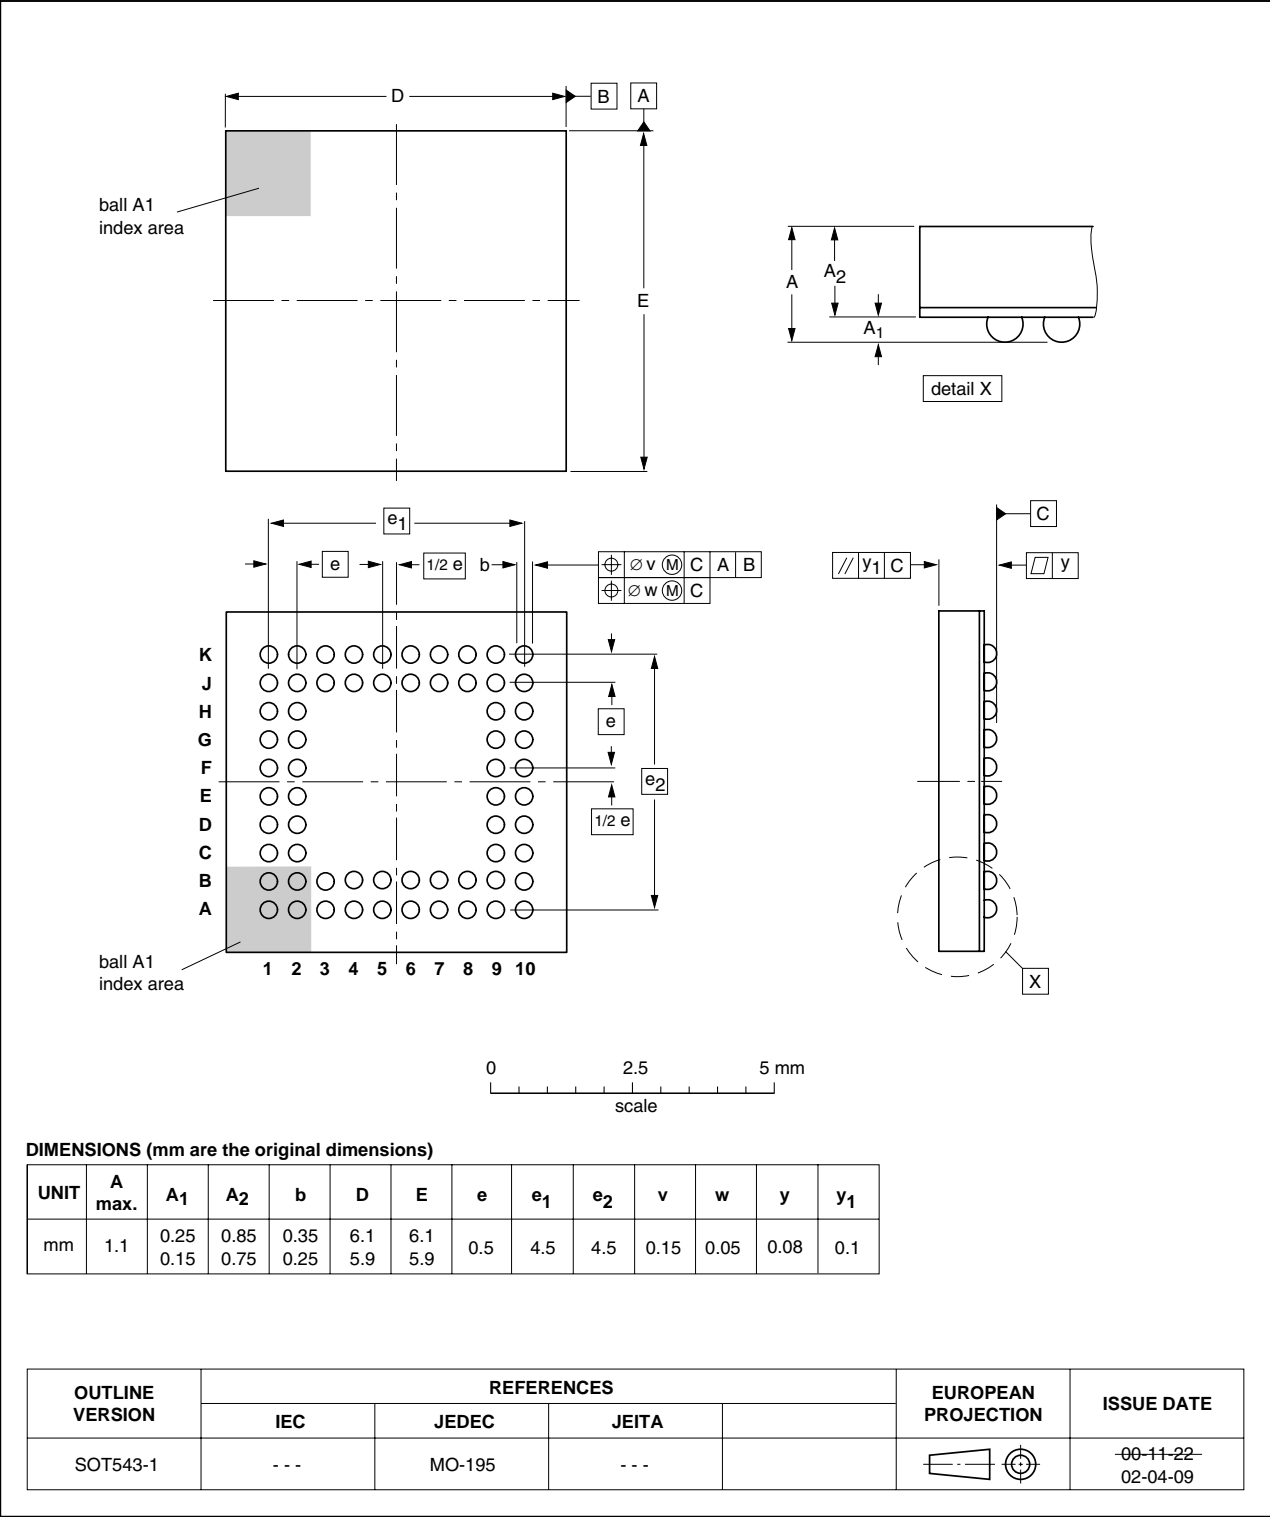 D
B
A
ball A1
index area
E
A
A2
A1
detail X
e1
e
1/2 e
b
⌖ ∅ v Ⓜ C A B
⌖ ∅ w Ⓜ C
// y1 C
C
▱ y
K
J
H
G
F
E
D
C
B
A
e
e2
1/2 e
ball A1
index area
1 2 3 4 5 6 7 8 9 10
X
0 2.5 5 mm
scale
DIMENSIONS (mm are the original dimensions)
UNIT A max. A1 A2 b D E e e1 e2 v w y y1
mm 1.1 0.25 0.15 0.85 0.75 0.35 0.25 6.1 5.9 6.1 5.9 0.5 4.5 4.5 0.15 0.05 0.08 0.1
OUTLINE VERSION REFERENCES EUROPEAN PROJECTION ISSUE DATE
IEC JEDEC JEITA
SOT543-1 - - - MO-195 - - - 00-11-22
02-04-09